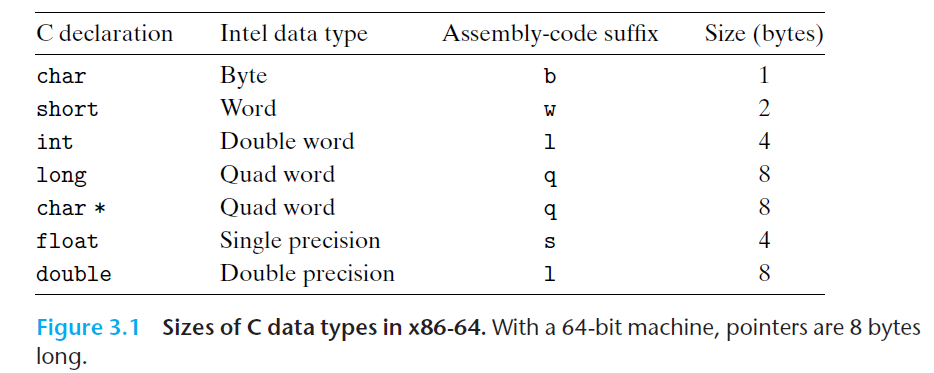 C declaration Intel data type Assembly-code suffix Size (bytes)
char Byte b 1
short Word w 2
int Double word l 4
long Quad word q 8
char * Quad word q 8
float Single precision s 4
double Double precision l 8
Figure 3.1 Sizes of C data types in x86-64. With a 64-bit machine, pointers are 8 bytes
long.